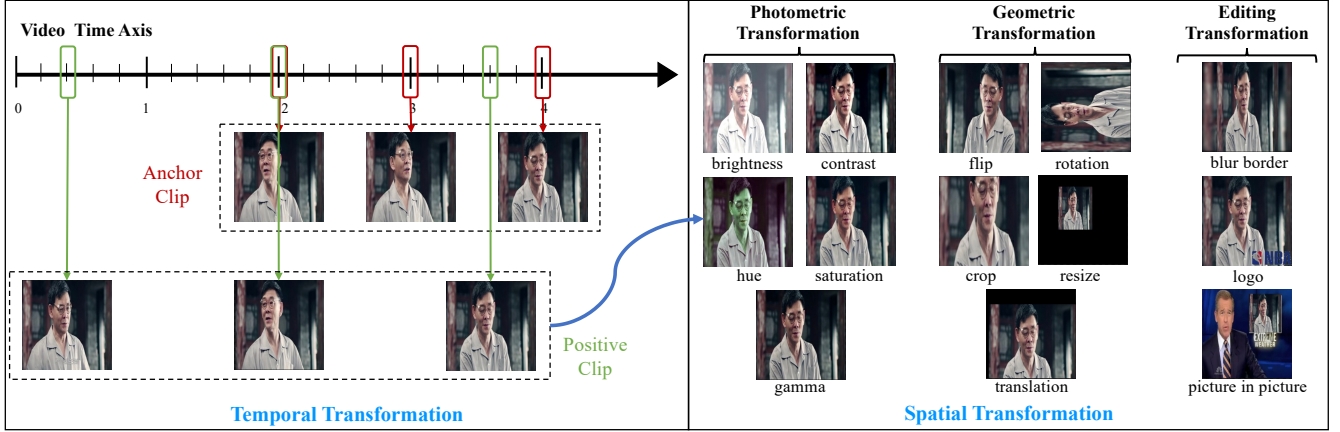 Video Time Axis
0
1
2
3
4
Anchor
Clip
Positive
Clip
Temporal Transformation
Photometric
Transformation
brightness
contrast
hue
saturation
gamma
Geometric
Transformation
flip
rotation
crop
resize
translation
Editing
Transformation
blur border
logo
NBA
picture in picture
WEATHER
Spatial Transformation